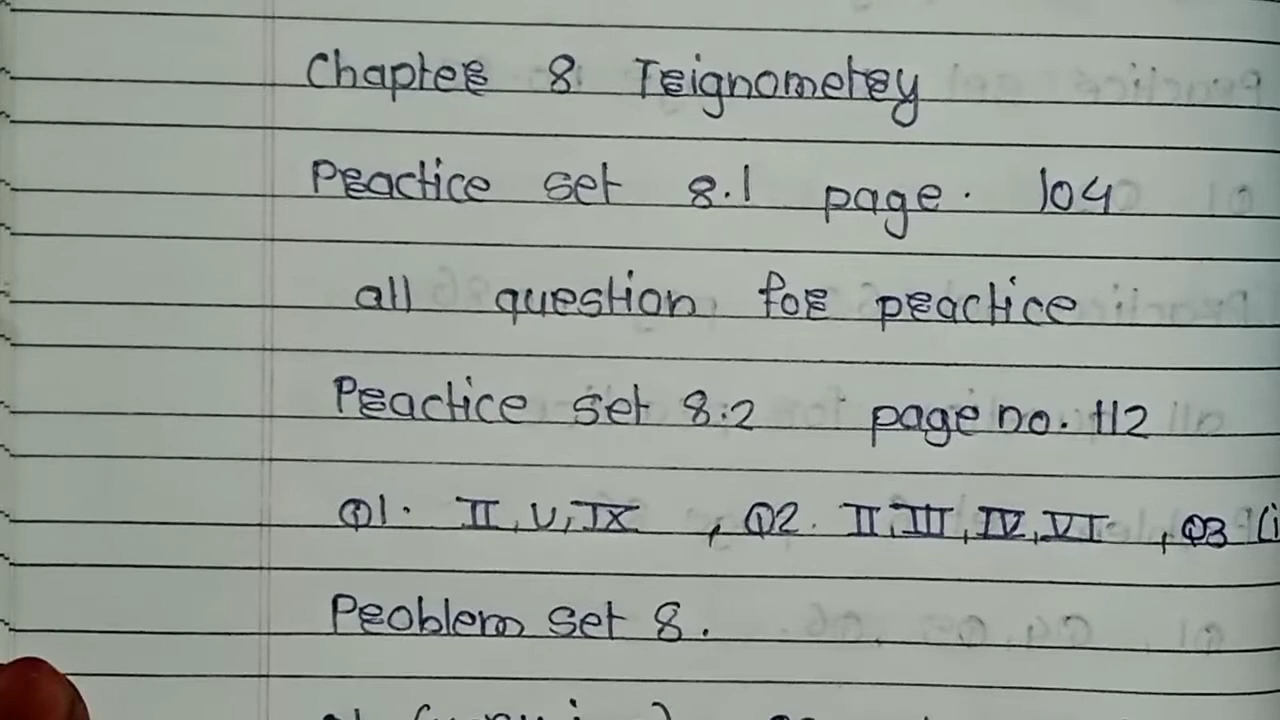 Chapter 8 Trignometry
Practice set 8.1 page. 104
all question for practice
Practice set 8.2 page no. 112
Q1. II, V, IX , Q2. II, III, IV, VI , Q3 (i
Problem set 8.